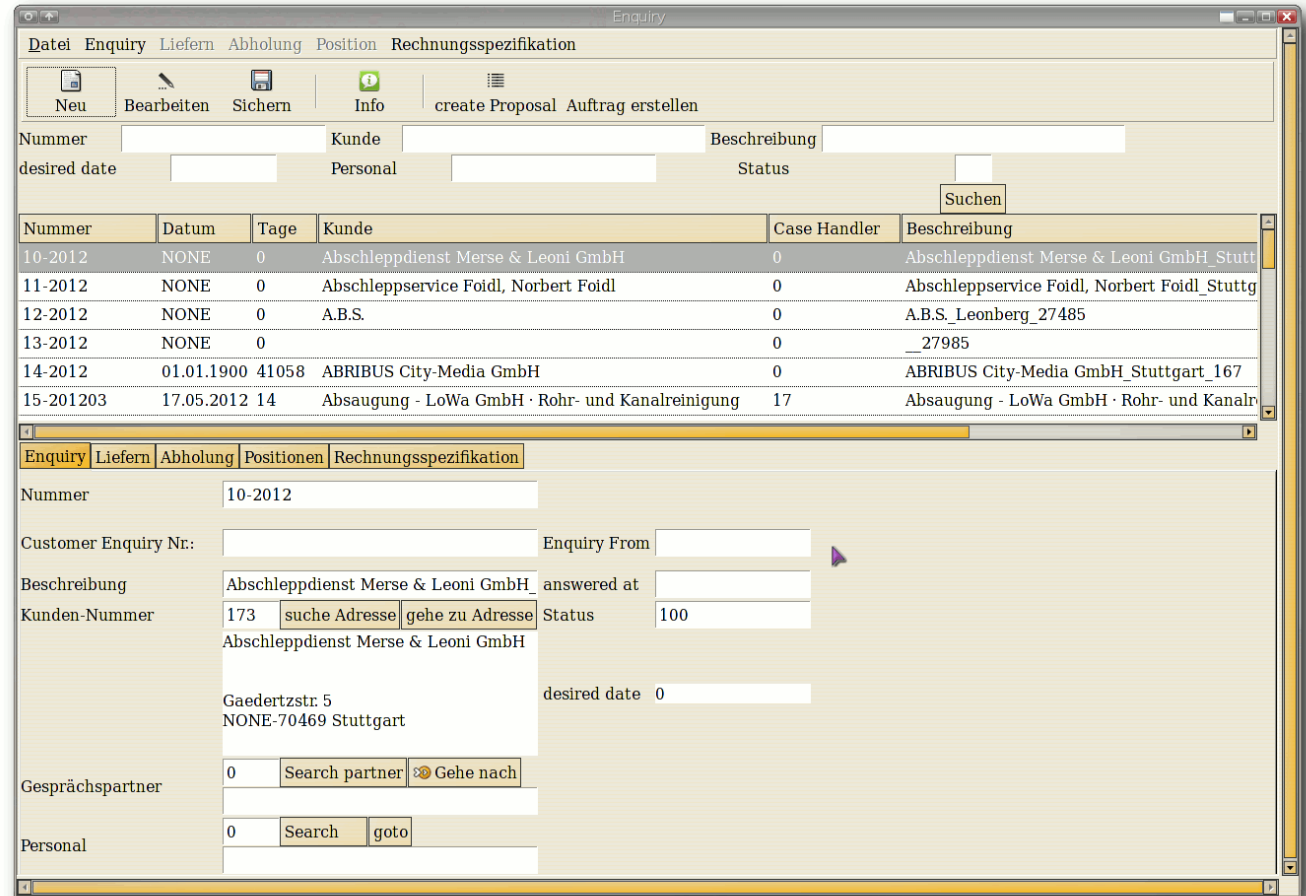 Enquiry
Datei Enquiry Liefern Abholung Position Rechnungsspezifikation
Neu Bearbeiten Sichern Info create Proposal Auftrag erstellen
Nummer Kunde Beschreibung
desired date Personal Status
Suchen
Nummer Datum Tage Kunde Case Handler Beschreibung
10-2012 NONE 0 Abschleppdienst Merse & Leoni GmbH 0 Abschleppdienst Merse & Leoni GmbH_Stutt
11-2012 NONE 0 Abschleppservice Foidl, Norbert Foidl 0 Abschleppservice Foidl, Norbert Foidl_Stuttg
12-2012 NONE 0 A.B.S. 0 A.B.S._Leonberg_27485
13-2012 NONE 0 0 __27985
14-2012 01.01.1900 41058 ABRIBUS City-Media GmbH 0 ABRIBUS City-Media GmbH_Stuttgart_167
15-201203 17.05.2012 14 Absaugung - LoWa GmbH · Rohr- und Kanalreinigung 17 Absaugung - LoWa GmbH · Rohr- und Kanalr
Enquiry Liefern Abholung Positionen Rechnungsspezifikation
Nummer 10-2012
Customer Enquiry Nr.: Enquiry From
Beschreibung Abschleppdienst Merse & Leoni GmbH_ answered at
Kunden-Nummer 173 suche Adresse gehe zu Adresse Status 100
Abschleppdienst Merse & Leoni GmbH
desired date 0
Gaedertzstr. 5
NONE-70469 Stuttgart
0 Search partner Gehe nach
Gesprächspartner
0 Search goto
Personal